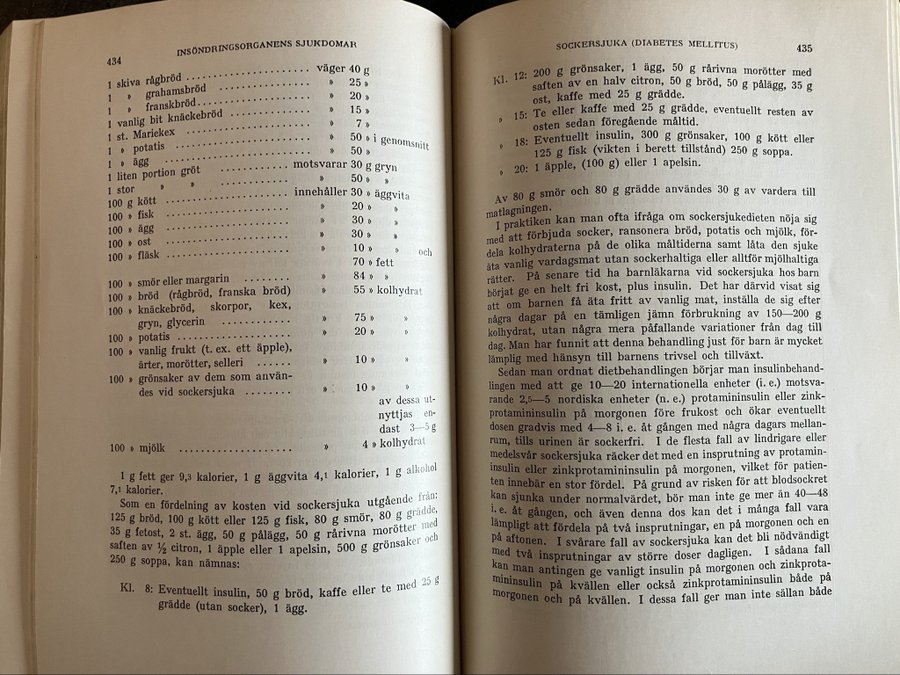 434
INSÖNDRINGSORGANENS SJUKDOMAR
1 skiva rågbröd .................... väger 40 g
1 » grahamsbröd .................... » 25 »
1 » franskbröd .................... » 20 »
1 vanlig bit knäckebröd .................... » 15 »
1 st. Mariekex .................... » 7 »
1 » potatis .................... » 50 » i genomsnitt
1 » ägg .................... » 50 »
1 liten portion gröt .............. motsvarar 30 g gryn
1 stor » » ............ » 50 » »
100 g kött .................... innehåller 30 » äggvita
100 » fisk .................... » 20 » »
100 » ägg .................... » 30 » »
100 » ost .................... » 30 » »
100 » fläsk .................... » 10 » » och
70 » fett
100 » smör eller margarin ....... » 84 » »
100 » bröd (rågbröd, franska bröd) » 55 » kolhydrat
100 » knäckebröd, skorpor, kex,
gryn, glycerin ............ » 75 » »
100 » potatis .................... » 20 » »
100 » vanlig frukt (t. ex. ett äpple),
ärter, morötter, selleri ...... » 10 » »
100 » grönsaker av dem som använ-
des vid sockersjuka ........ » 10 » »
av dessa ut-
nyttjas en-
dast 3—5 g
100 » mjölk .................... » 4 » kolhydrat
1 g fett ger 9,3 kalorier, 1 g äggvita 4,1 kalorier, 1 g alkohol
7,1 kalorier.
Som en fördelning av kosten vid sockersjuka utgående från:
125 g bröd, 100 g kött eller 125 g fisk, 80 g smör, 80 g grädde,
35 g fetost, 2 st. ägg, 50 g pålägg, 50 g rårivna morötter med
saften av ½ citron, 1 äpple eller 1 apelsin, 500 g grönsaker och
250 g soppa, kan nämnas:
Kl. 8: Eventuellt insulin, 50 g bröd, kaffe eller te med 25 g
grädde (utan socker), 1 ägg.
SOCKERSJUKA (DIABETES MELLITUS)
435
Kl. 12: 200 g grönsaker, 1 ägg, 50 g rårivna morötter med
saften av en halv citron, 50 g bröd, 50 g pålägg, 35 g
ost, kaffe med 25 g grädde.
» 15: Te eller kaffe med 25 g grädde, eventuellt resten av
osten sedan föregående måltid.
» 18: Eventuellt insulin, 300 g grönsaker, 100 g kött eller
125 g fisk (vikten i berett tillstånd) 250 g soppa.
» 20: 1 äpple, (100 g) eller 1 apelsin.
Av 80 g smör och 80 g grädde användes 30 g av vardera till
matlagningen.
I praktiken kan man ofta ifråga om sockersjukedieten nöja sig
med att förbjuda socker, ransonera bröd, potatis och mjölk, för-
dela kolhydraterna på de olika måltiderna samt låta den sjuke
äta vanlig vardagsmat utan sockerhaltiga eller alltför mjölhaltiga
rätter. På senare tid ha barnläkarna vid sockersjuka hos barn
börjat ge en helt fri kost, plus insulin. Det har därvid visat sig
att om barnen få äta fritt av vanlig mat, inställa de sig efter
några dagar på en tämligen jämn förbrukning av 150—200 g
kolhydrat, utan några mera påfallande variationer från dag till
dag. Man har funnit att denna behandling just för barn är mycket
lämplig med hänsyn till barnens trivsel och tillväxt.
Sedan man ordnat dietbehandlingen börjar man insulinbehand-
lingen med att ge 10—20 internationella enheter (i. e.) motsva-
rande 2,5—5 nordiska enheter (n. e.) protamininsulin eller zink-
protamininsulin på morgonen före frukost och ökar eventuellt
dosen gradvis med 4—8 i. e. åt gången med några dagars mellan-
rum, tills urinen är sockerfri. I de flesta fall av lindrigare eller
medelsvår sockersjuka räcker det med en insprutning av protamin-
insulin eller zinkprotamininsulin på morgonen, vilket för patien-
ten innebär en stor fördel. På grund av risken för att blodsockret
kan sjunka under normalvärdet, bör man inte ge mer än 40—48
i. e. åt gången, och även denna dos kan det i många fall vara
lämpligt att fördela på två insprutningar, en på morgonen och en
på aftonen. I svårare fall av sockersjuka kan det bli nödvändigt
med två insprutningar av större doser dagligen. I sådana fall
kan man antingen ge vanligt insulin på morgonen och zinkprota-
mininsulin på kvällen eller också zinkprotamininsulin både på
morgonen och på kvällen. I dessa fall ger man inte sällan både